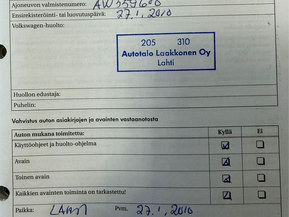 Ajoneuvon valmistenumero:
Ensirekisteröinti- tai luovutuspäivä: 27.1.2010
Volkswagen-huolto:
205 310
Autotalo Laakkonen Oy
Lahti
Huollon edustaja
Puhelin:
Vahvistus auton asiakirjojen ja avainten vastaanotosta
Auton mukana toimitettu: Kyllä Ei
Käyttöohjeet ja huolto-ohjelma
Avain
Toinen avain
Kaikkien avainten toiminta on tarkastettu!
Paikka: LAHTI Pvm. 27.1.2010